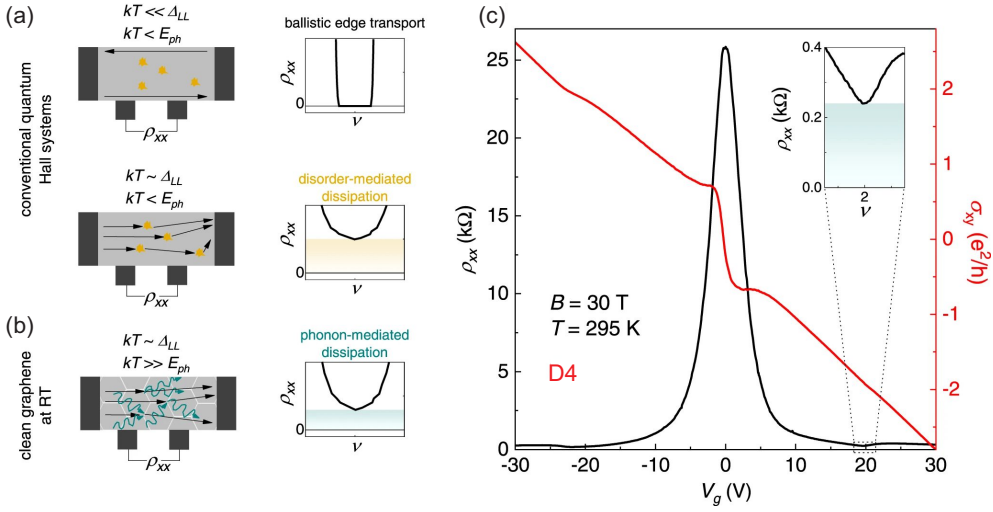 (a)
conventional quantum
Hall systems
kT ≪ Δ_LL
kT < E_ph
ρ_xx
ballistic edge transport
ρ_xx
0
ν
kT ~ Δ_LL
kT < E_ph
ρ_xx
disorder-mediated
dissipation
ρ_xx
0
ν
(b)
clean graphene
at RT
kT ~ Δ_LL
kT >> E_ph
ρ_xx
phonon-mediated
dissipation
ρ_xx
0
ν
(c)
25
20
15
10
5
0
ρ_xx (kΩ)
-30
-20
-10
0
10
20
30
V_g (V)
2
1
0
-1
-2
σ_xy (e²/h)
B = 30 T
T = 295 K
D4
0.4
0.2
0.0
ρ_xx (kΩ)
2
ν